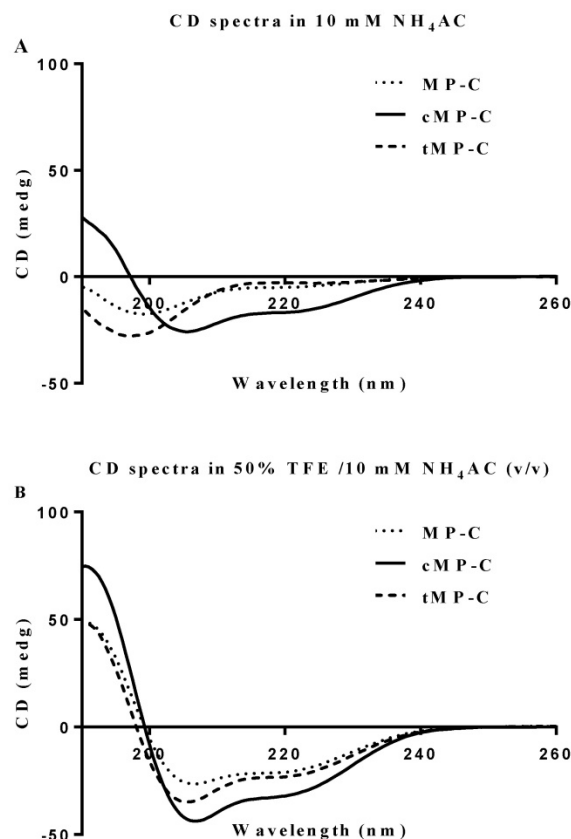 CD spectra in 10 mM NH₄AC
A
100
50
0
-50
CD (medg)
MP-C
cMP-C
tMP-C
200
220
240
260
Wavelength (nm)
CD spectra in 50% TFE /10 mM NH₄AC (v/v)
B
100
50
0
-50
CD (medg)
MP-C
cMP-C
tMP-C
200
220
240
260
Wavelength (nm)